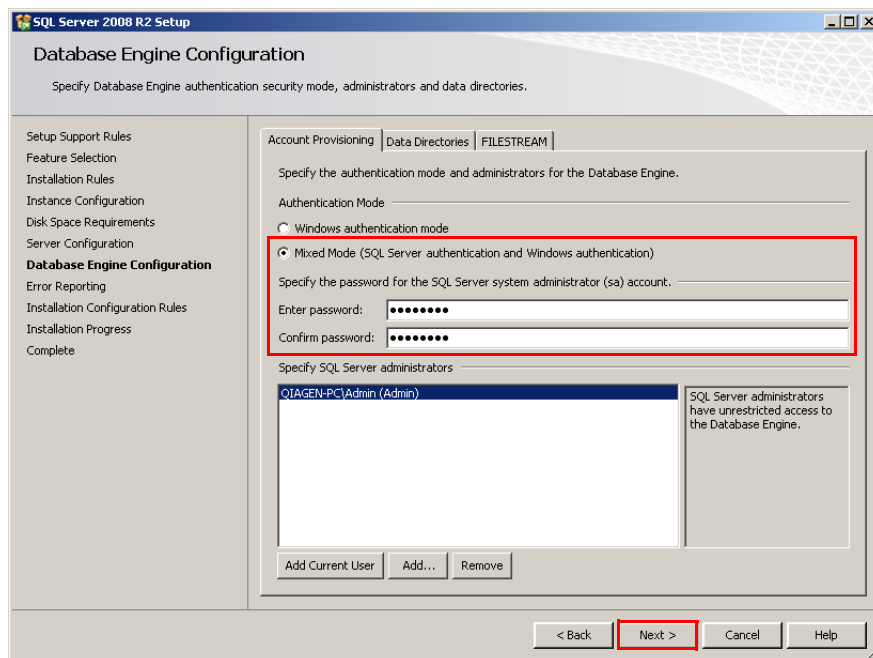 SQL Server 2008 R2 Setup
Database Engine Configuration
Specify Database Engine authentication security mode, administrators and data directories.
Setup Support Rules
Feature Selection
Installation Rules
Instance Configuration
Disk Space Requirements
Server Configuration
Database Engine Configuration
Error Reporting
Installation Configuration Rules
Installation Progress
Complete
Account Provisioning
Data Directories
FILESTREAM
Specify the authentication mode and administrators for the Database Engine.
Authentication Mode
Windows authentication mode
Mixed Mode (SQL Server authentication and Windows authentication)
Specify the password for the SQL Server system administrator (sa) account.
Enter password: ●●●●●●●●
Confirm password: ●●●●●●●●
Specify SQL Server administrators
QIAGEN-PC\Admin (Admin)
SQL Server administrators
have unrestricted access to
the Database Engine.
Add Current User
Add...
Remove
< Back
Next >
Cancel
Help